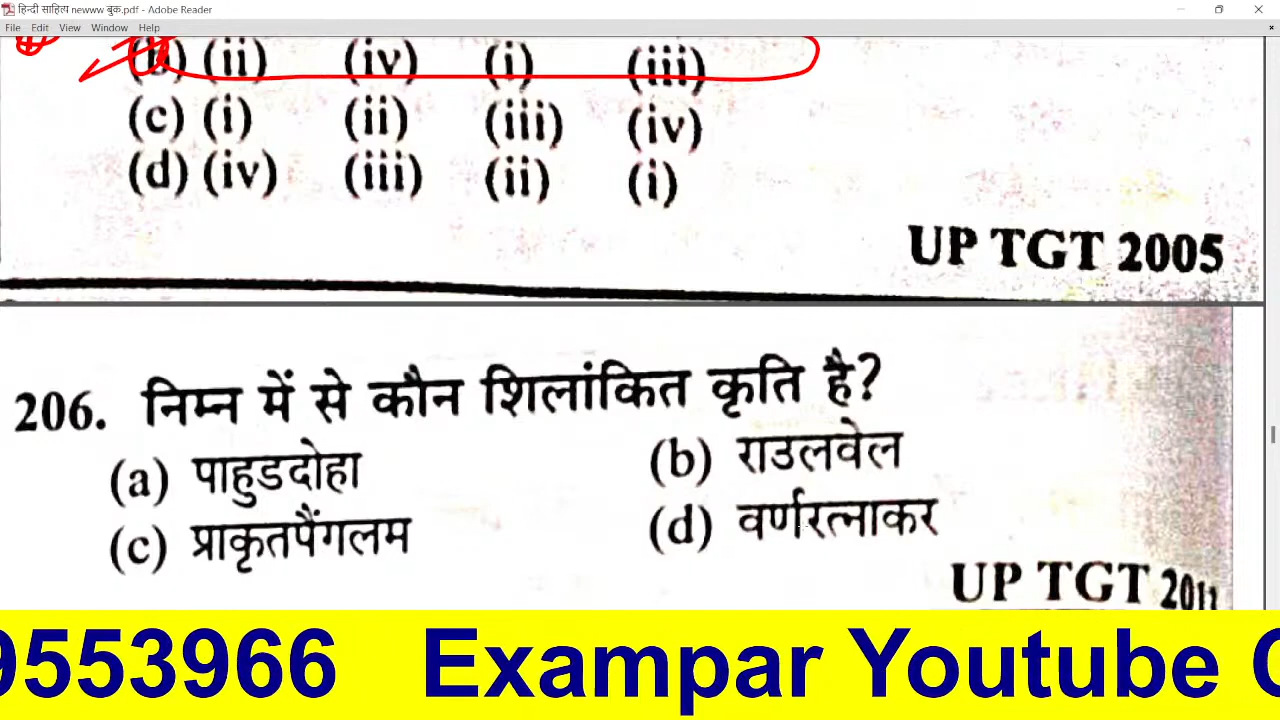 हिन्दी साहित्य newww बुक.pdf - Adobe Reader
File Edit View Window Help
(b) (ii) (iv) (i) (iii)
(c) (i) (ii) (iii) (iv)
(d) (iv) (iii) (ii) (i)
UP TGT 2005
206. निम्न में से कौन शिलांकित कृति है?
(a) पाहुडदोहा (b) राउलवेल
(c) प्राकृतपैंगलम (d) वर्णरत्नाकर
UP TGT 2011
9553966 Exampar Youtube C